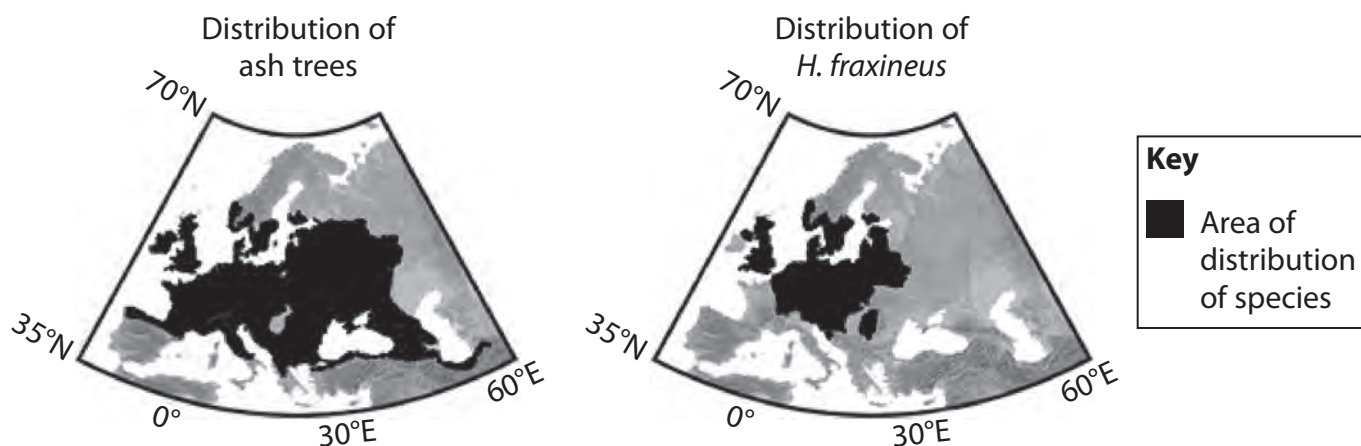 Distribution of
ash trees
70°N
35°N
0°
30°E
60°E
Distribution of
H. fraxineus
70°N
35°N
0°
30°E
60°E
Key
Area of
distribution
of species